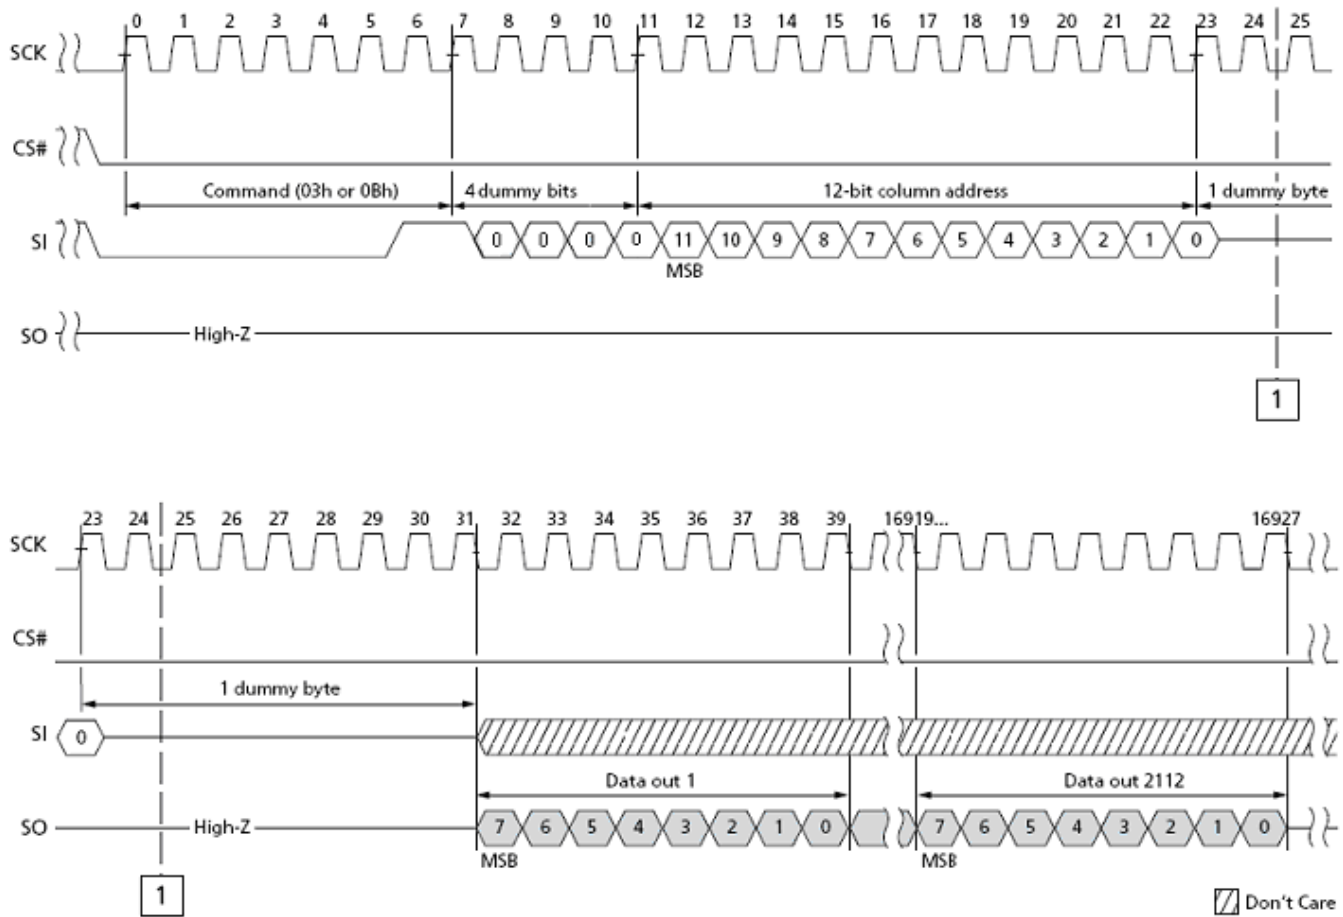 0 1 2 3 4 5 6 7 8 9 10 11 12 13 14 15 16 17 18 19 20 21 22 23 24 25
SCK
CS#
Command (03h or 0Bh) 4 dummy bits 12-bit column address 1 dummy byte
SI 0 0 0 0 11 10 9 8 7 6 5 4 3 2 1 0
MSB
SO High-Z
1
23 24 25 26 27 28 29 30 31 32 33 34 35 36 37 38 39 16919... 16927
SCK
CS#
1 dummy byte
SI 0
Data out 1 Data out 2112
SO High-Z 7 6 5 4 3 2 1 0 7 6 5 4 3 2 1 0
MSB MSB
1
Don't Care